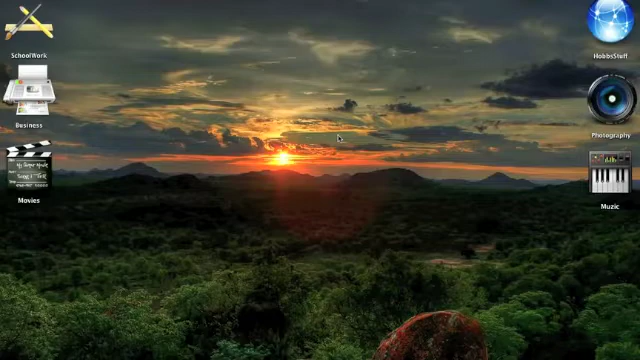 SchoolWork
HobbsStuff
Business
Photography
Movies
Muzic